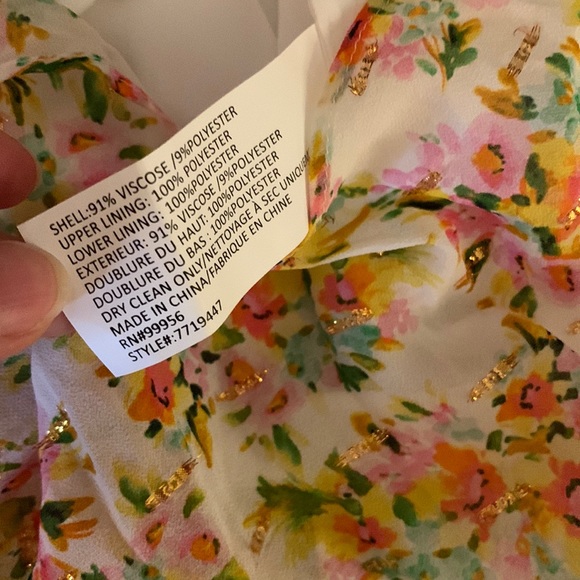 SHELL:91% VISCOSE /9%POLYESTER
UPPER LINING: 100% POLYESTER
LOWER LINING: 100%POLYESTER
EXTERIEUR: 91% VISCOSE /9%POLYESTER
DOUBLURE DU HAUT: 100%POLYESTER
DOUBLURE DU BAS: 100%POLYESTER
DRY CLEAN ONLY/NETTOYAGE À SEC UNIQUEMENT
MADE IN CHINA/FABRIQUE EN CHINE
RN#99956
STYLE#:7719447